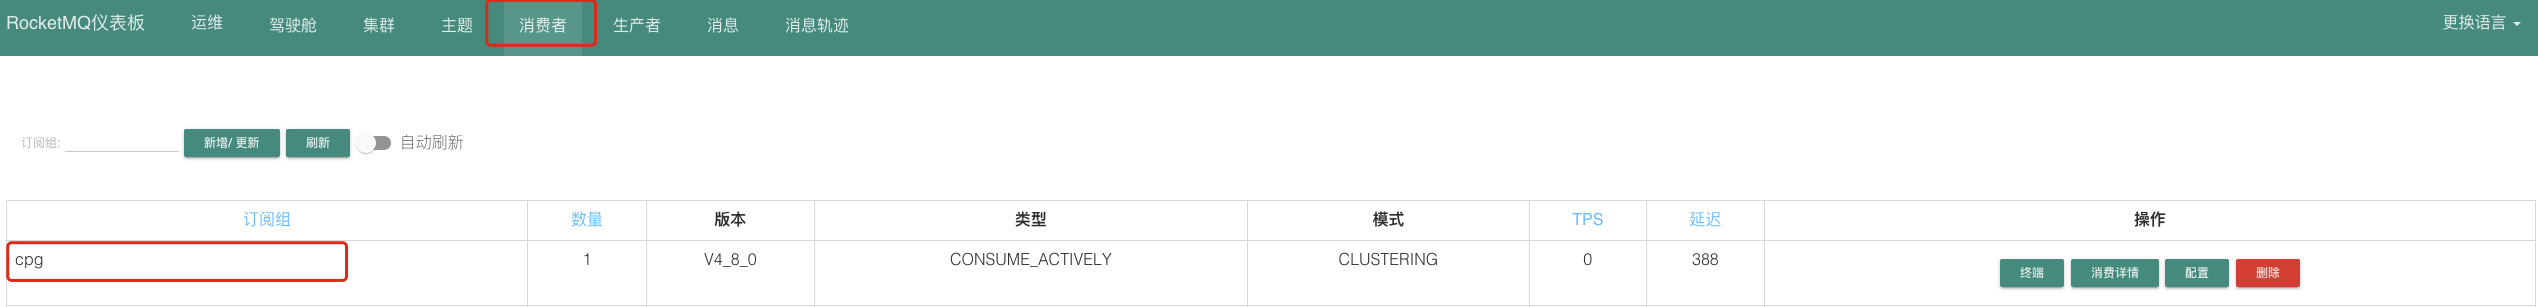 RocketMQ仪表板 运维 驾驶舱 集群 主题 消费者 生产者 消息 消息轨迹 更换语言
订阅组: 新增/ 更新 刷新 自动刷新
订阅组 数量 版本 类型 模式 TPS 延迟 操作
cpg 1 V4_8_0 CONSUME_ACTIVELY CLUSTERING 0 388 终端 消费详情 配置 删除